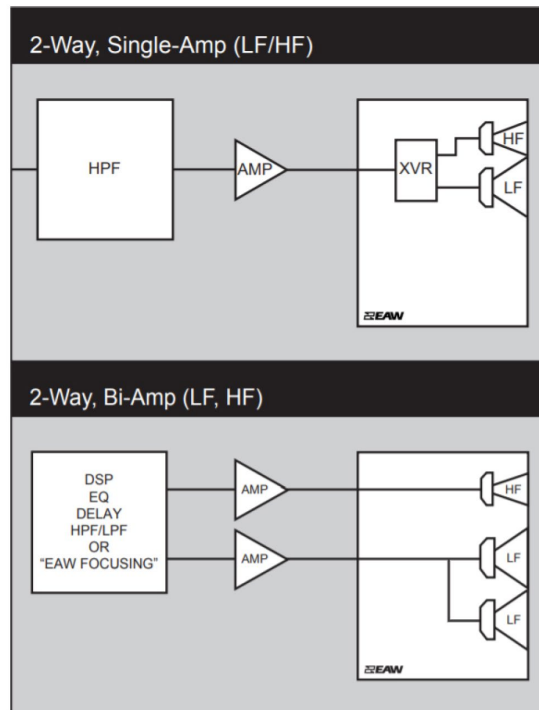 2-Way, Single-Amp (LF/HF)
HPF
AMP
XVR
HF
LF
EAW
2-Way, Bi-Amp (LF, HF)
DSP
EQ
DELAY
HPF/LPF
OR
“EAW FOCUSING”
AMP
AMP
HF
LF
LF
EAW